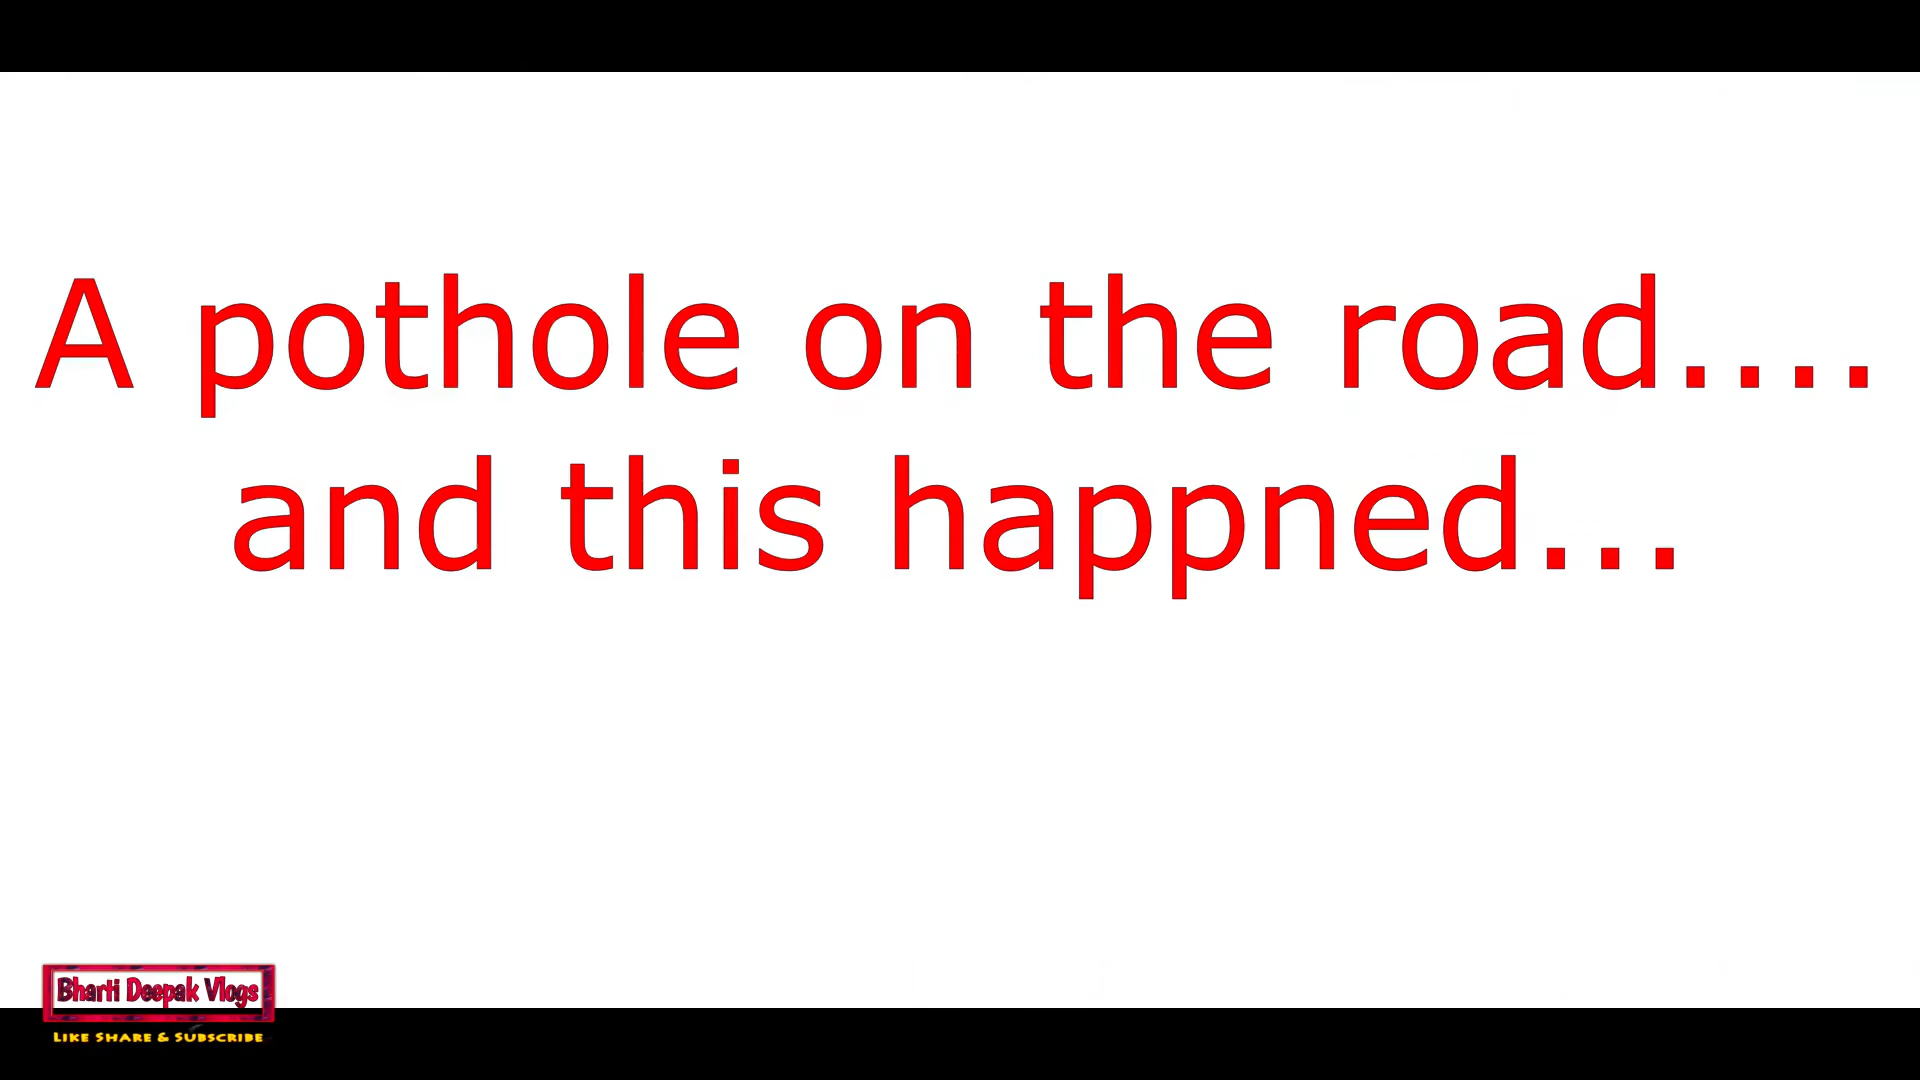 A pothole on the road....
and this happned...
Bharti Deepak Vlogs
LIKE SHARE & SUBSCRIBE